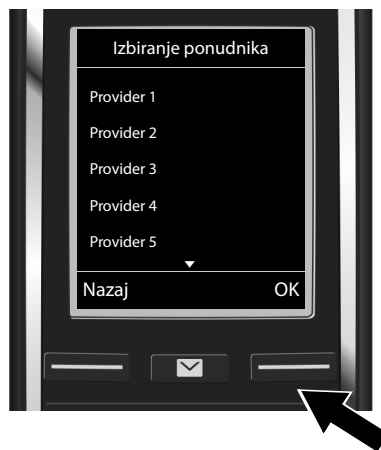 Izbiranje ponudnika
Provider 1
Provider 2
Provider 3
Provider 4
Provider 5
Nazaj OK